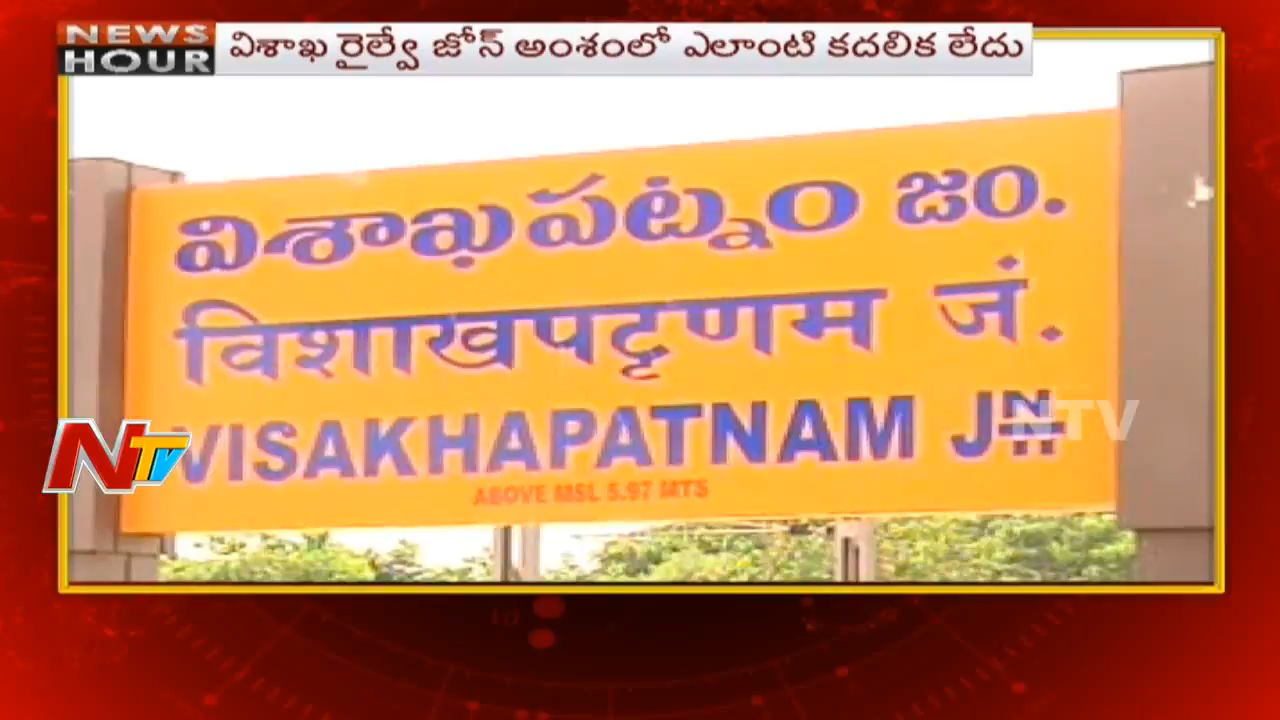 NEWS
HOUR
విశాఖ రైల్వే జోన్ అంశంలో ఎలాంటి కదలిక లేదు
విశాఖపట్నం జం.
विशाखपट्टणम जं.
VISAKHAPATNAM JN
ABOVE MSL 5.97 MTS
NTV
NTV